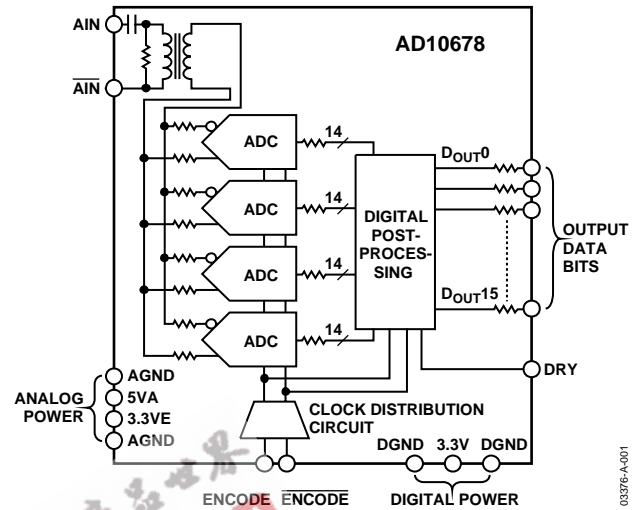 AIN
AD10678
AIN
14
ADC
DOUT0
14
ADC
DIGITAL
POST-
PROCES-
SING
OUTPUT
DATA
BITS
14
ADC
DOUT15
14
ADC
DRY
ANALOG
POWER
AGND
5VA
3.3VE
AGND
CLOCK DISTRIBUTION
CIRCUIT
DGND 3.3V DGND
ENCODE ENCODE
DIGITAL POWER
03376-A-001